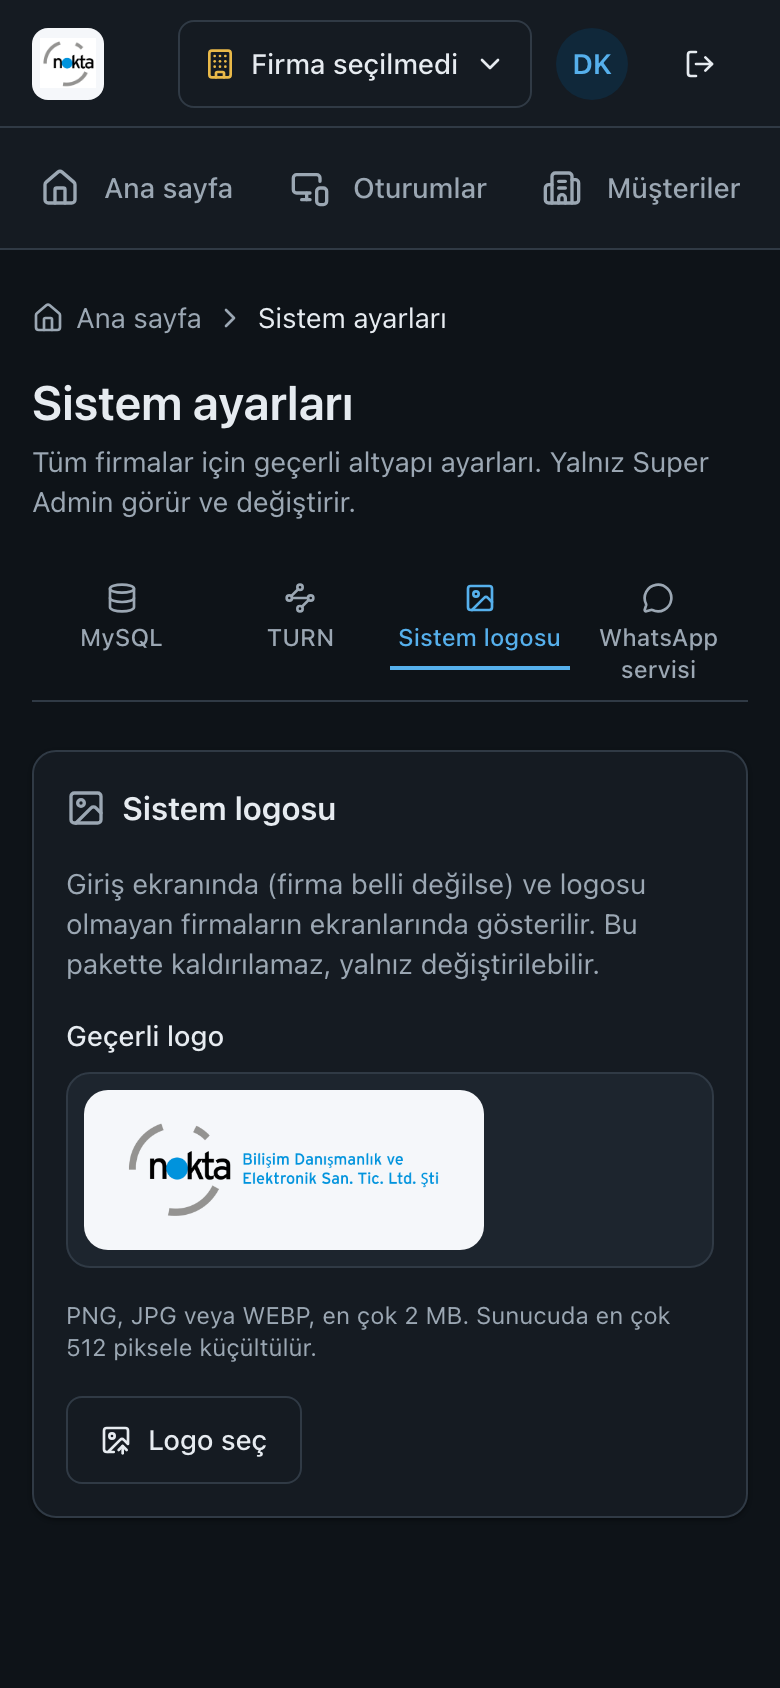 nokta
Firma seçilmedi
DK
Ana sayfa
Oturumlar
Müşteriler
Ana sayfa
Sistem ayarları
Sistem ayarları
Tüm firmalar için geçerli altyapı ayarları. Yalnız Super
Admin görür ve değiştirir.
MySQL
TURN
Sistem logosu
WhatsApp
servisi
Sistem logosu
Giriş ekranında (firma belli değilse) ve logosu
olmayan firmaların ekranlarında gösterilir. Bu
pakette kaldırılamaz, yalnız değiştirilebilir.
Geçerli logo
nokta
Bilişim Danışmanlık ve
Elektronik San. Tic. Ltd. Şti
PNG, JPG veya WEBP, en çok 2 MB. Sunucuda en çok
512 piksele küçültülür.
Logo seç